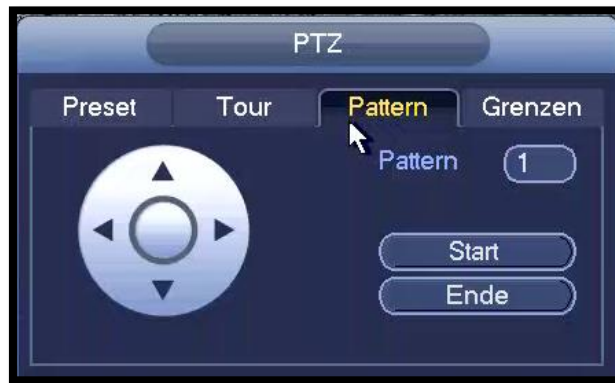 PTZ
Preset Tour Pattern Grenzen
Pattern 1
Start
Ende